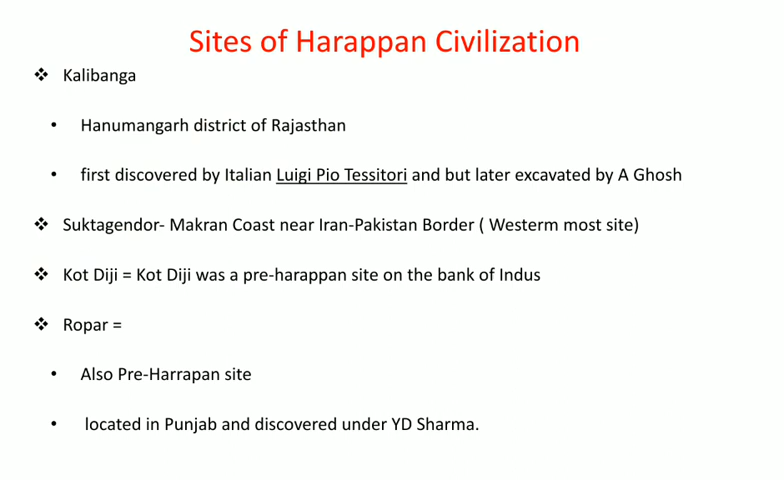 Sites of Harappan Civilization
❖ Kalibanga
• Hanumangarh district of Rajasthan
• first discovered by Italian Luigi Pio Tessitori and but later excavated by A Ghosh
❖ Suktagendor- Makran Coast near Iran-Pakistan Border ( Westerm most site)
❖ Kot Diji = Kot Diji was a pre-harappan site on the bank of Indus
❖ Ropar =
• Also Pre-Harrapan site
• located in Punjab and discovered under YD Sharma.